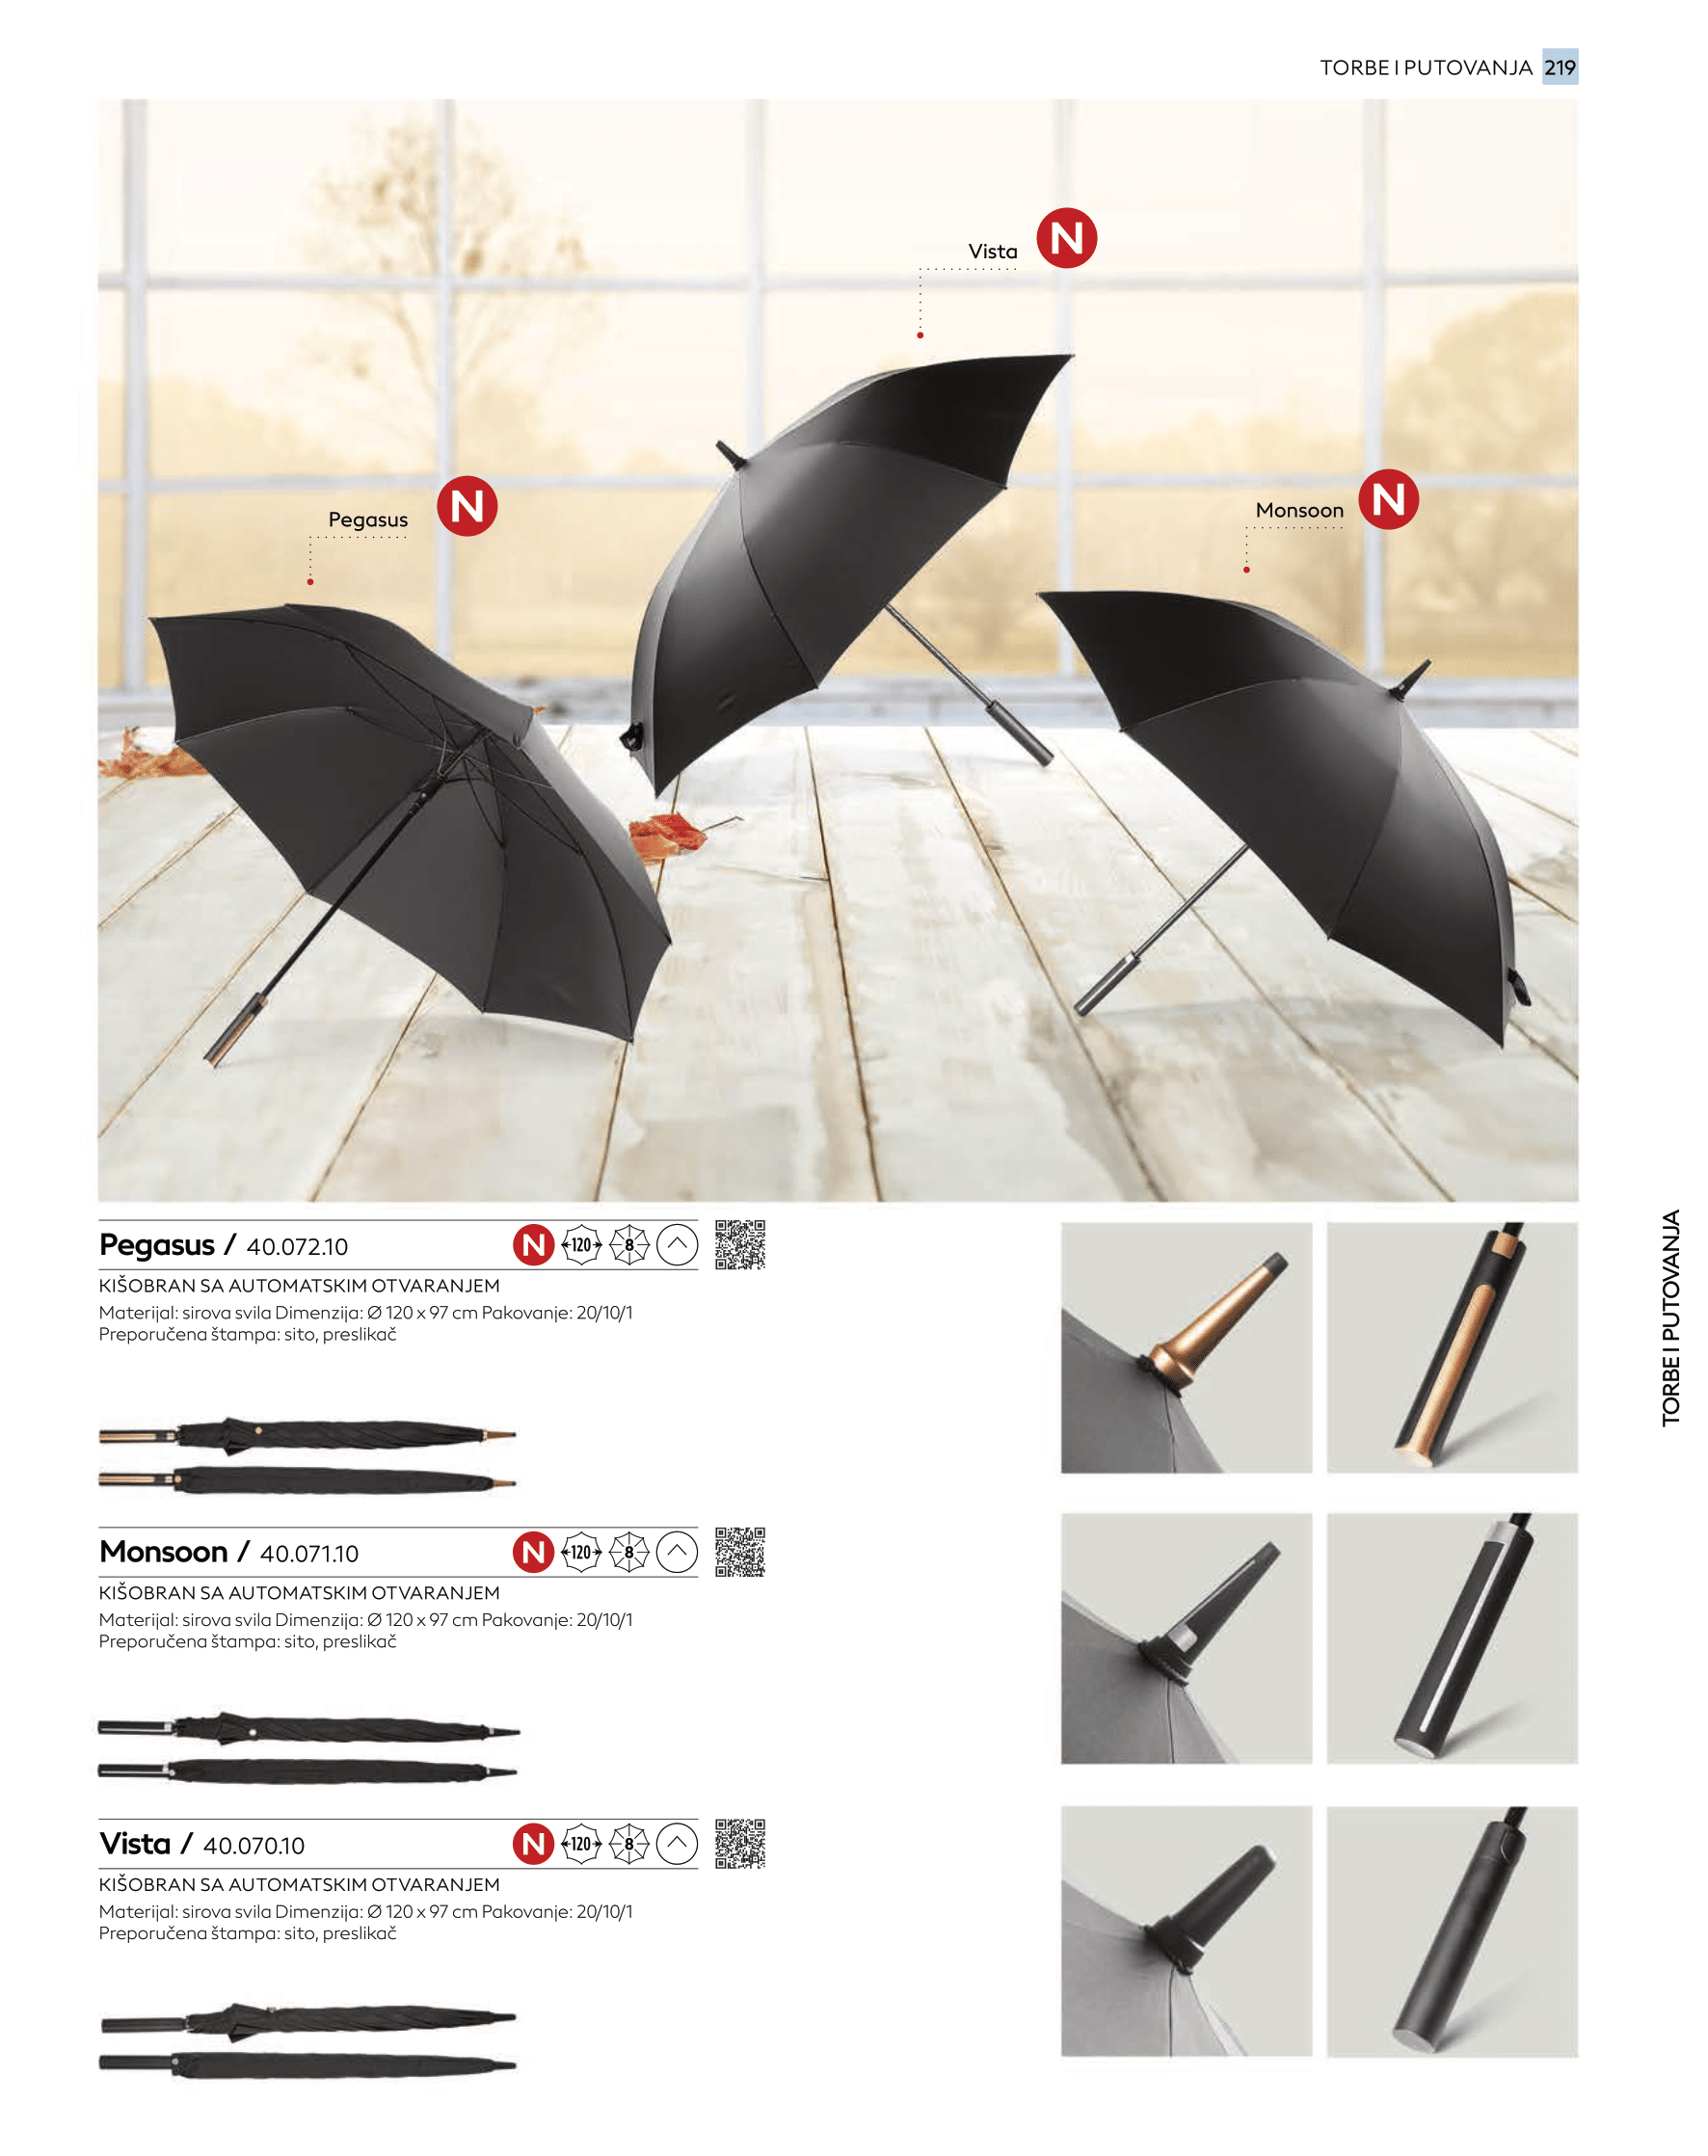 TORBE I PUTOVANJA 219
Vista N
Monsoon N
Pegasus N
Pegasus / 40.072.10 N 120 8
KIŠOBRAN SA AUTOMATSKIM OTVARANJEM
Materijal: sirova svila Dimenzija: Ø 120 x 97 cm Pakovanje: 20/10/1
Preporučena štampa: sito, preslikač
Monsoon / 40.071.10 N 120 8
KIŠOBRAN SA AUTOMATSKIM OTVARANJEM
Materijal: sirova svila Dimenzija: Ø 120 x 97 cm Pakovanje: 20/10/1
Preporučena štampa: sito, preslikač
Vista / 40.070.10 N 120 8
KIŠOBRAN SA AUTOMATSKIM OTVARANJEM
Materijal: sirova svila Dimenzija: Ø 120 x 97 cm Pakovanje: 20/10/1
Preporučena štampa: sito, preslikač
TORBE I PUTOVANJA